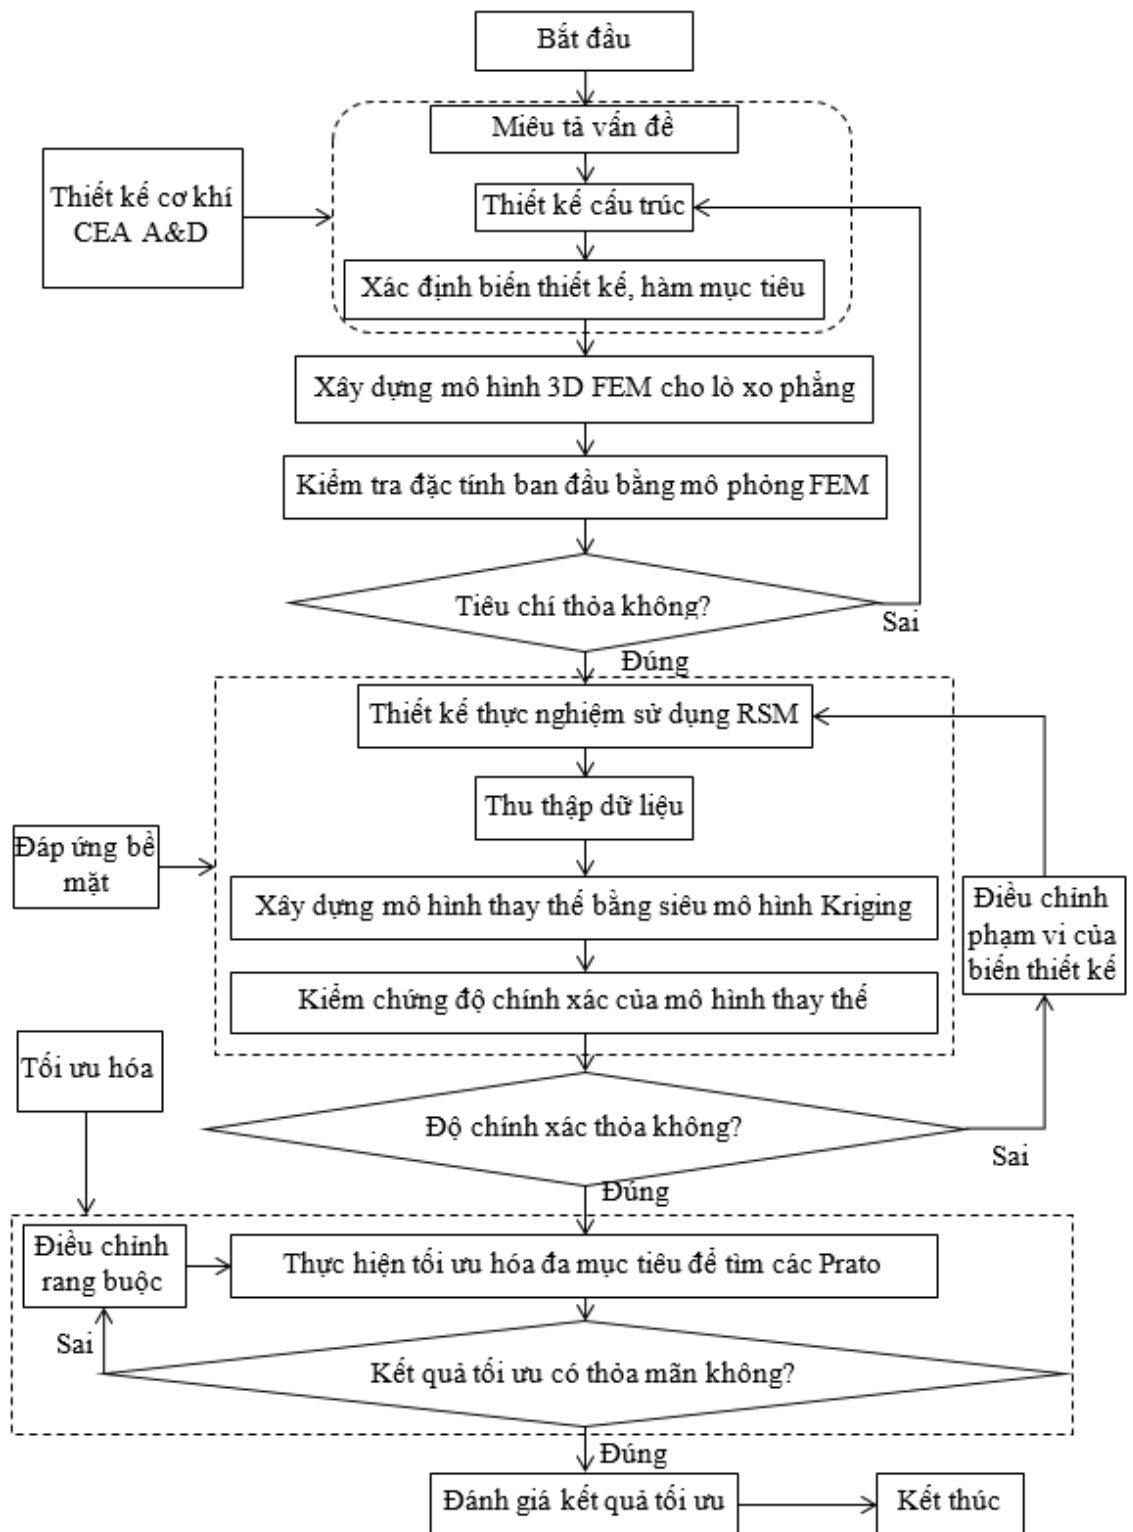 Bắt đầu
Miêu tả vấn đề
Thiết kế cơ khí
CEA A&D
Thiết kế cấu trúc
Xác định biến thiết kế, hàm mục tiêu
Xây dựng mô hình 3D FEM cho lò xo phẳng
Kiểm tra đặc tính ban đầu bằng mô phỏng FEM
Tiêu chí thỏa không?
Sai
Đúng
Thiết kế thực nghiệm sử dụng RSM
Thu thập dữ liệu
Đáp ứng bề
mặt
Xây dựng mô hình thay thế bằng siêu mô hình Kriging
Điều chính
phạm vi của
biến thiết kế
Kiểm chứng độ chính xác của mô hình thay thế
Tối ưu hóa
Độ chính xác thỏa không?
Sai
Đúng
Điều chính
rang buộc
Thực hiện tối ưu hóa đa mục tiêu để tìm các Prato
Sai
Kết quả tối ưu có thỏa mãn không?
Đúng
Đánh giá kết quả tối ưu
Kết thúc